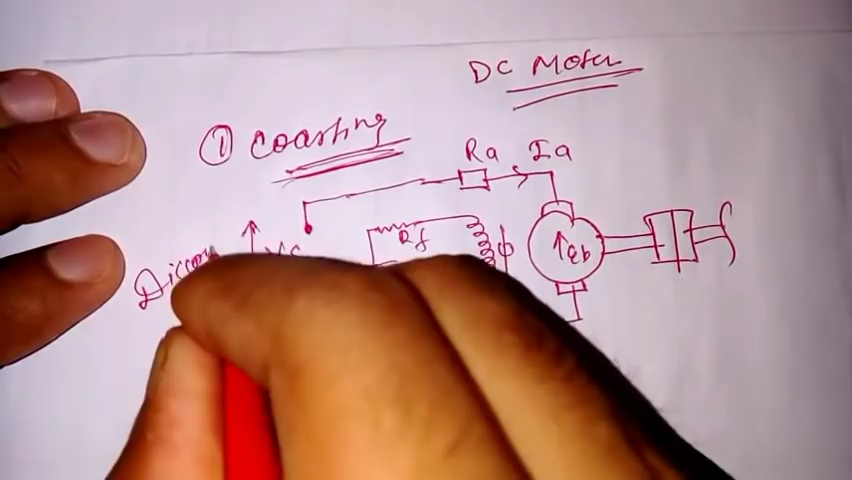 DC Motor
① Coasting
Ra Ia
Rf
ϕ
Eb